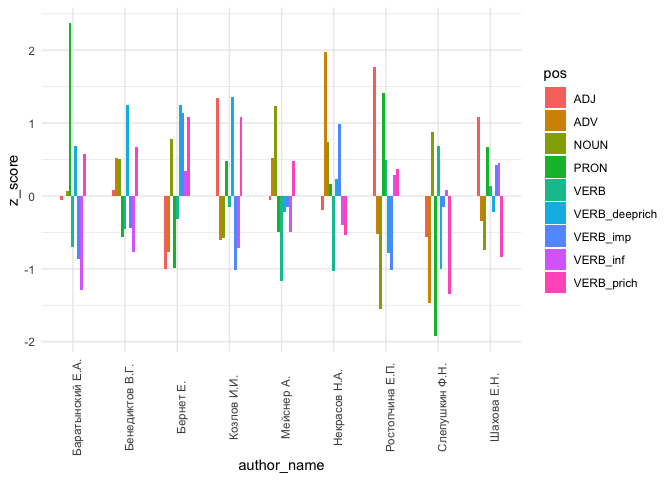 2
1
0
-1
-2
z_score
Баратынский Е.А.
Бенедиктов В.Г.
Бернет Е.
Козлов И.И.
Мейснер А.
Некрасов Н.А.
Ростопчина Е.П.
Слепушкин Ф.Н.
Шахова Е.Н.
author_name
pos
ADJ
ADV
NOUN
PRON
VERB
VERB_deeprich
VERB_imp
VERB_inf
VERB_prich